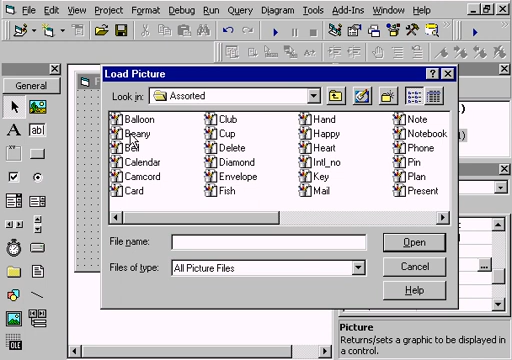 File Edit View Project Format Debug Run Query Diagram Tools Add-Ins Window Help
General
A
ab
Load Picture
Look in: Assorted
Balloon Club Hand Note
Beany Cup Happy Notebook
Bell Delete Heart Phone
Calendar Diamond Intl_no Pin
Camcord Envelope Key Plan
Card Fish Mail Present
File name:
Open
Files of type: All Picture Files
Cancel
Help
OLE
Picture
Returns/sets a graphic to be displayed in a control.